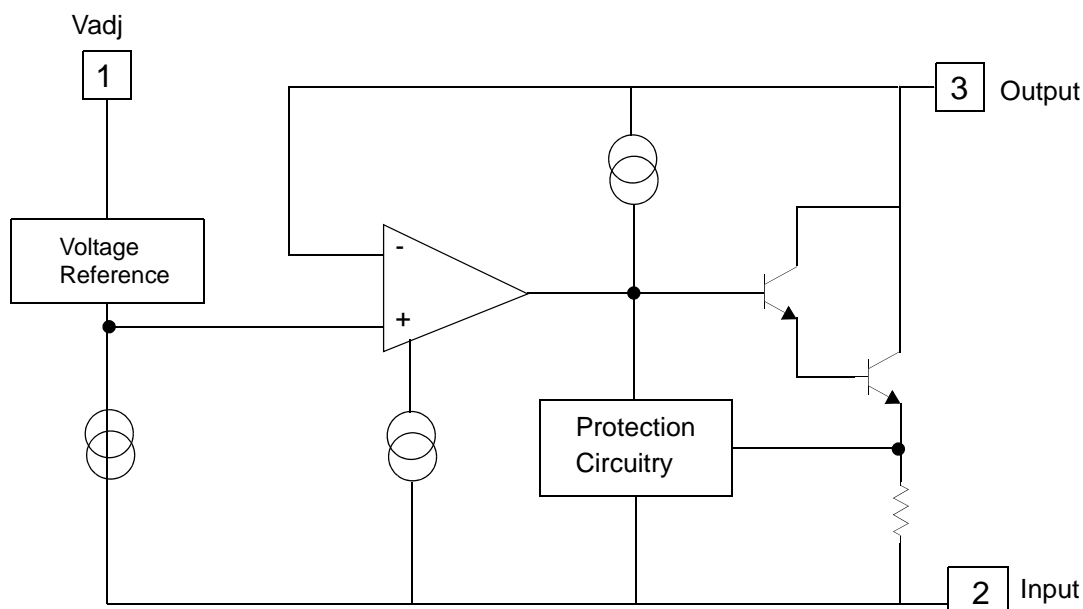 Vadj
1
3 Output
Voltage
Reference
-
+
Protection
Circuitry
2 Input